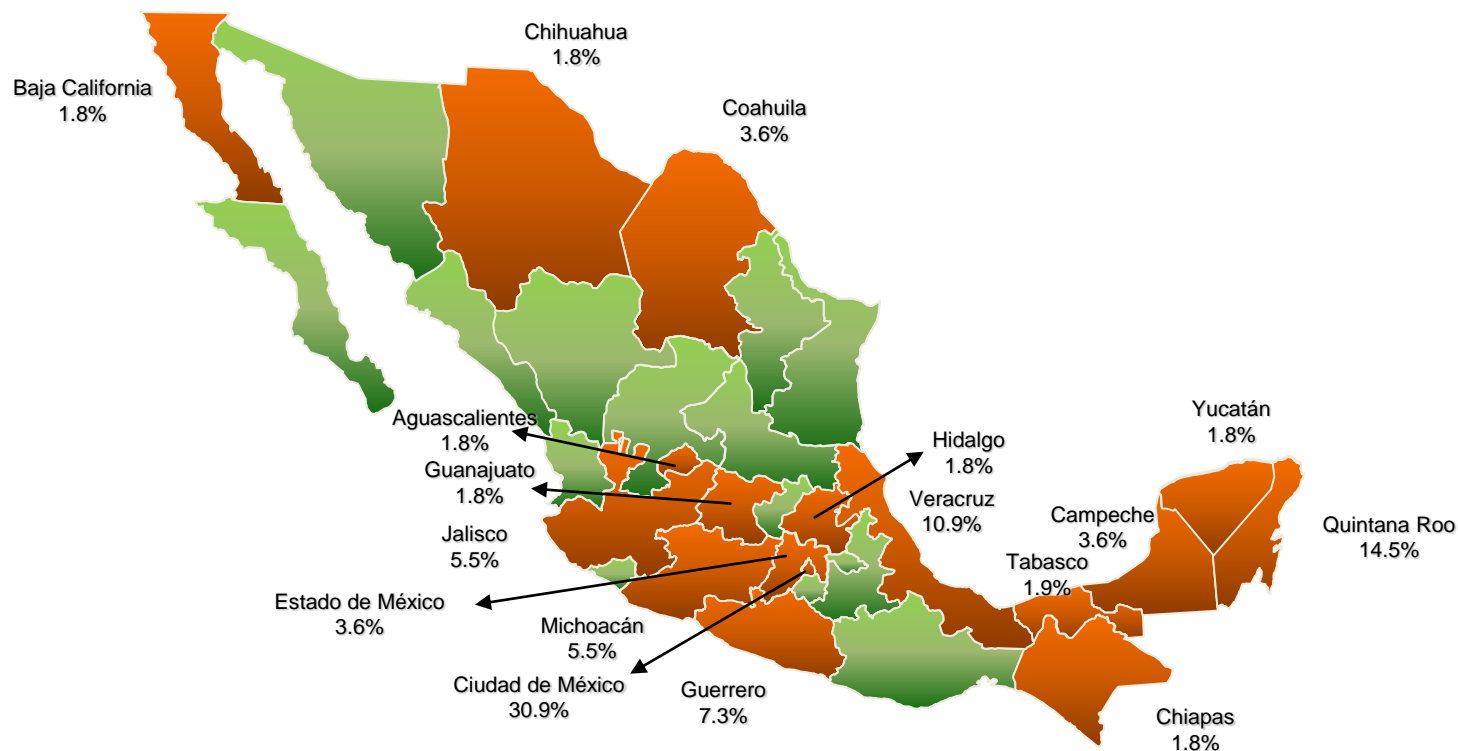 Chihuahua
1.8%
Baja California
1.8%
Coahuila
3.6%
Aguascalientes
1.8%
Guanajuato
1.8%
Jalisco
5.5%
Estado de México
3.6%
Michoacán
5.5%
Ciudad de México
30.9%
Guerrero
7.3%
Hidalgo
1.8%
Veracruz
10.9%
Yucatán
1.8%
Campeche
3.6%
Tabasco
1.9%
Quintana Roo
14.5%
Chiapas
1.8%